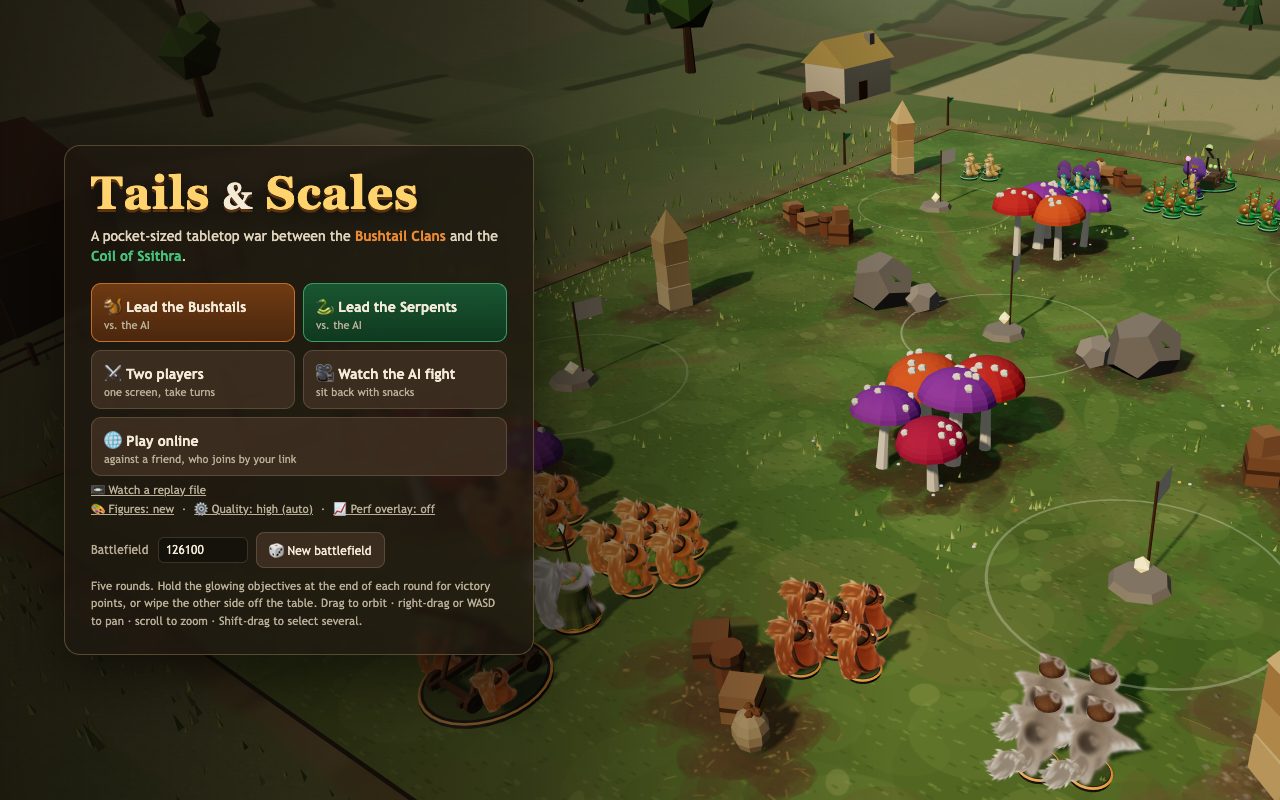 Tails & Scales
A pocket-sized tabletop war between the Bushtail Clans and the
Coil of Ssithra.
Lead the Bushtails
vs. the AI
Lead the Serpents
vs. the AI
Two players
one screen, take turns
Watch the AI fight
sit back with snacks
Play online
against a friend, who joins by your link
Watch a replay file
Figures: new · Quality: high (auto) · Perf overlay: off
Battlefield 126100 New battlefield
Five rounds. Hold the glowing objectives at the end of each round for victory
points, or wipe the other side off the table. Drag to orbit · right-drag or WASD
to pan · scroll to zoom · Shift-drag to select several.